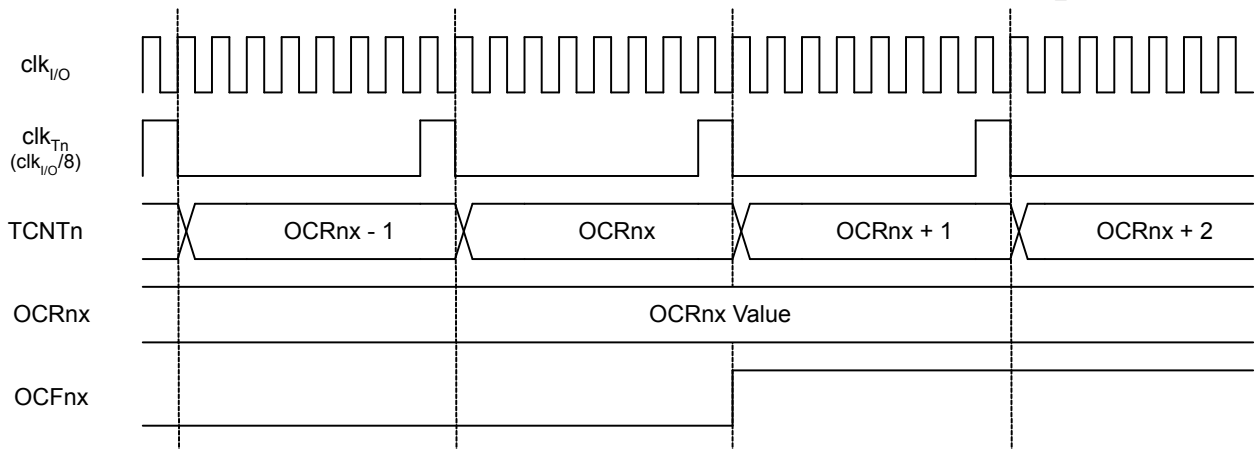 clkI/O
clkTn
(clkI/O/8)
TCNTn
OCRnx - 1
OCRnx
OCRnx + 1
OCRnx + 2
OCRnx
OCRnx Value
OCFnx